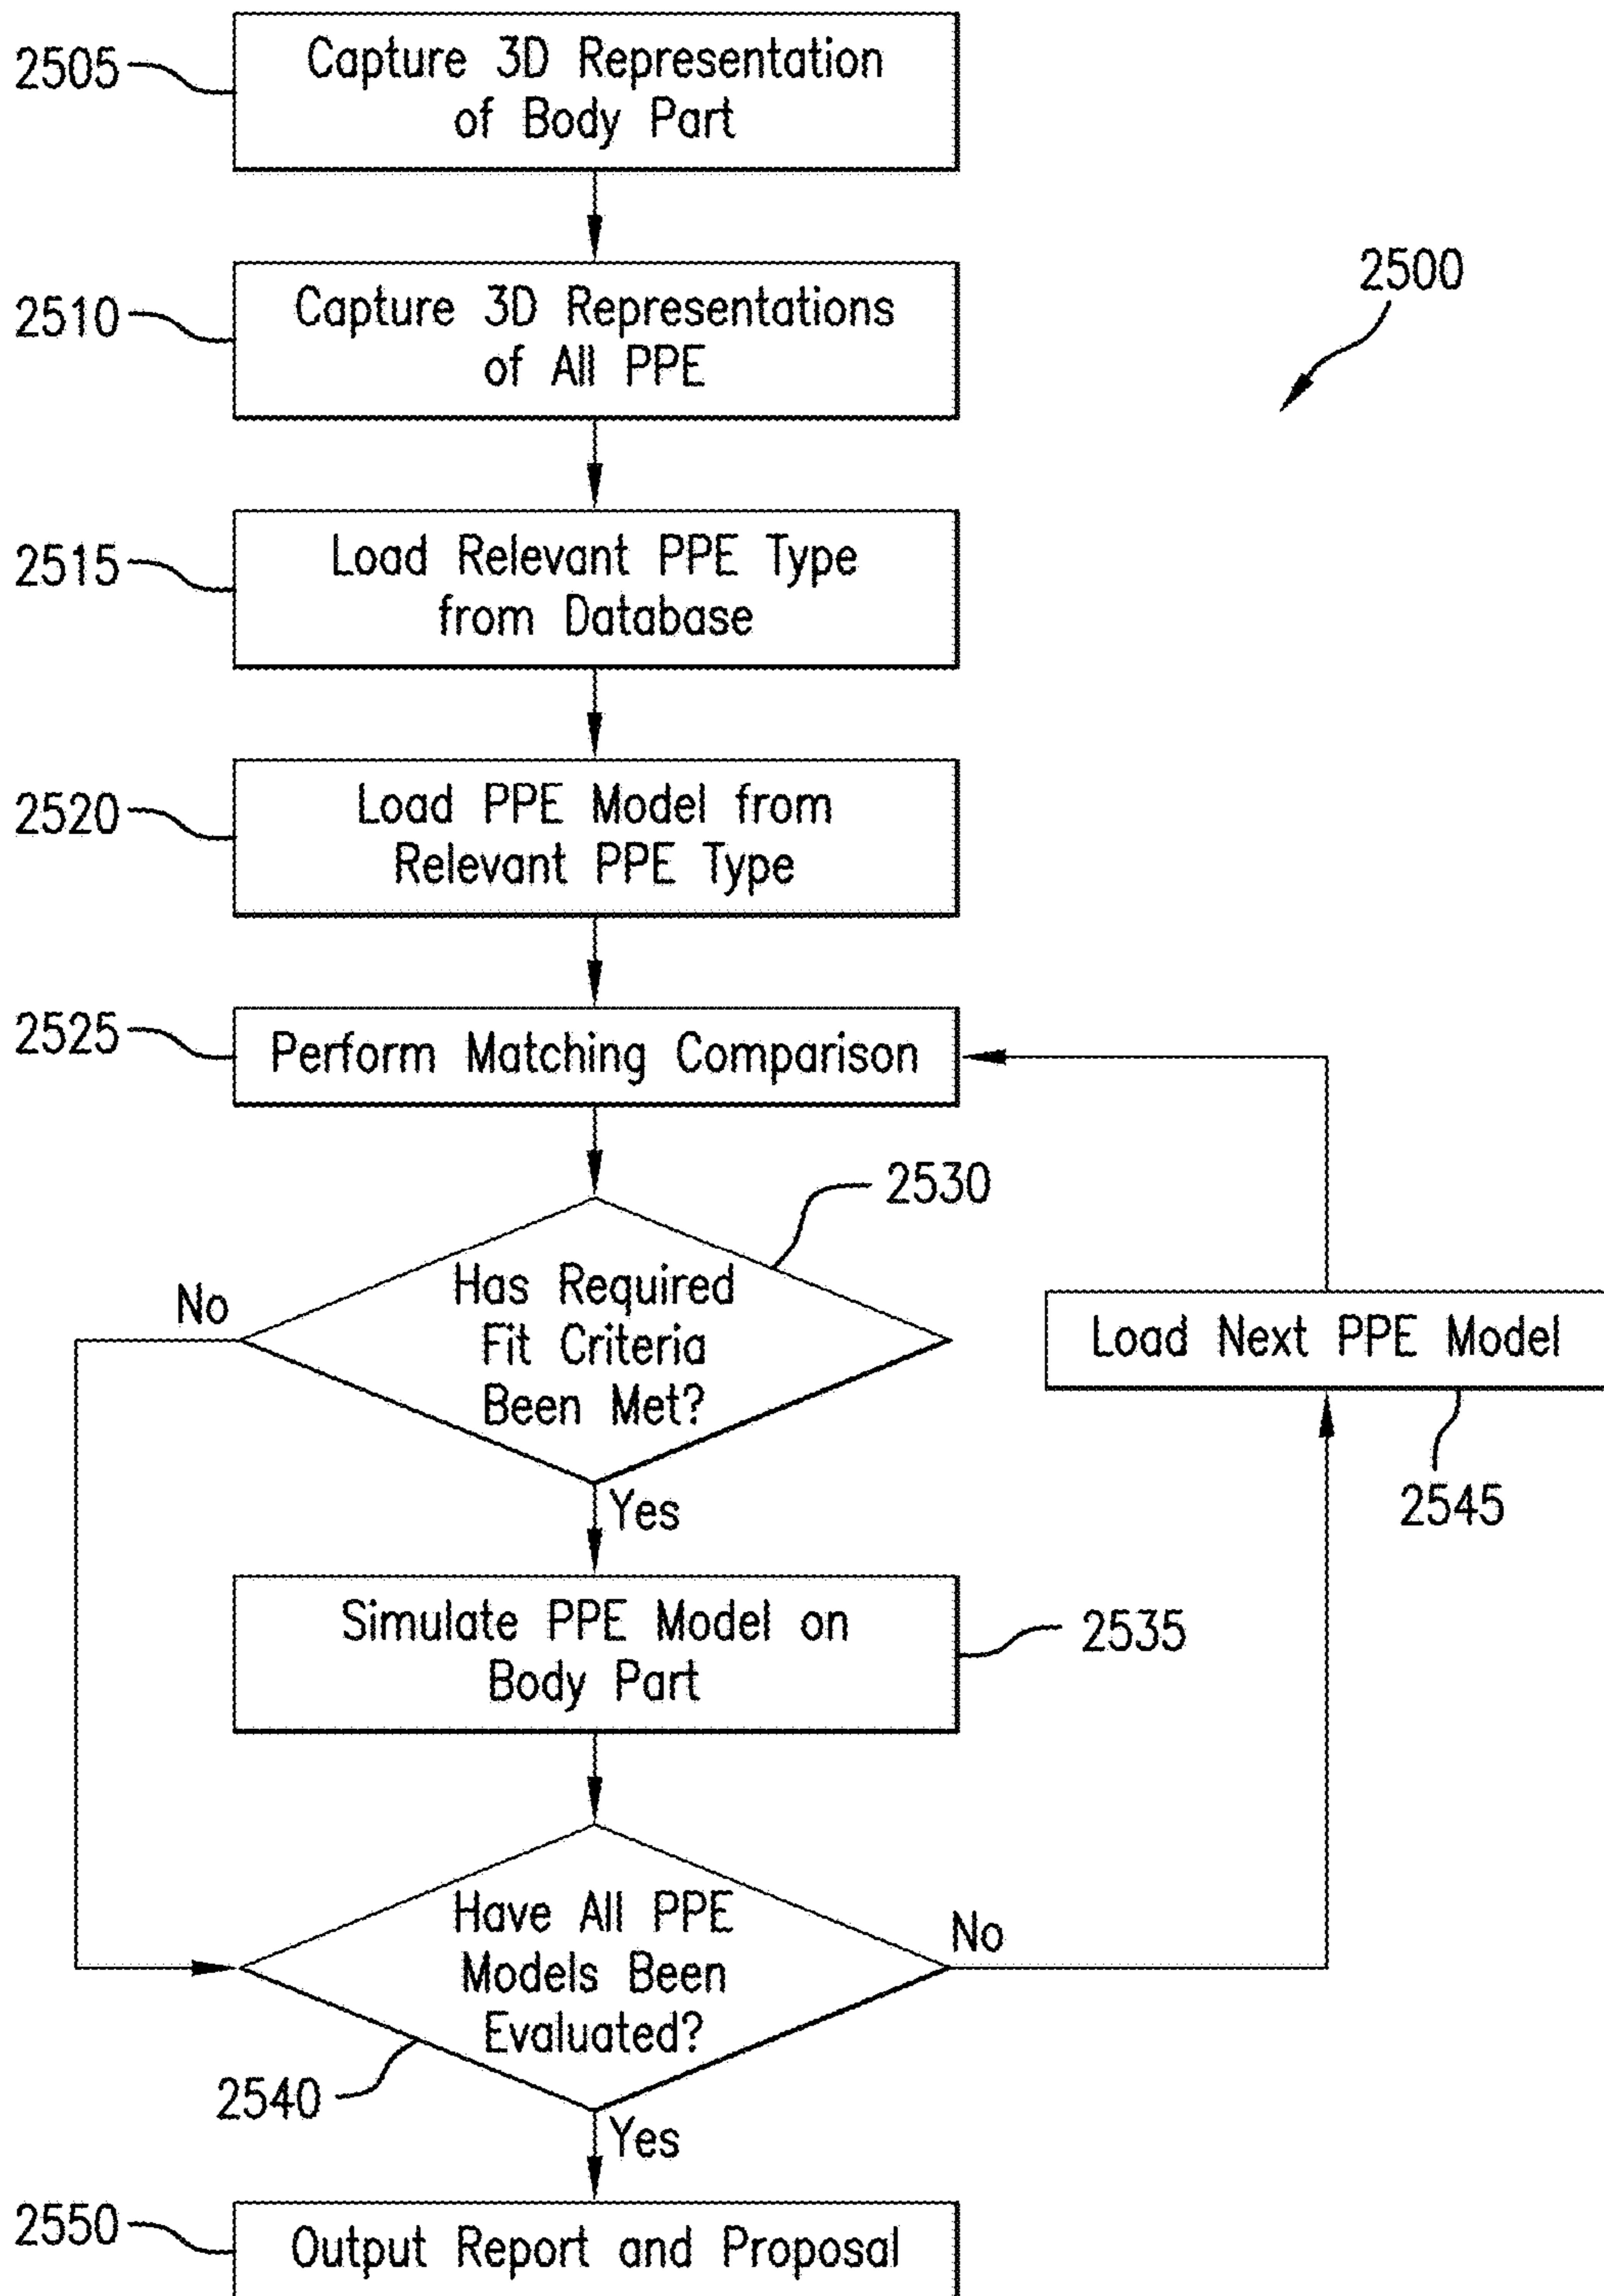 2505
Capture 3D Representation
of Body Part
2510
Capture 3D Representations
of All PPE
2500
2515
Load Relevant PPE Type
from Database
2520
Load PPE Model from
Relevant PPE Type
2525
Perform Matching Comparison
2530
Has Required
Fit Criteria
Been Met?
No
Load Next PPE Model
2545
Yes
Simulate PPE Model on
Body Part
2535
Have All PPE
Models Been
Evaluated?
No
2540
Yes
2550
Output Report and Proposal